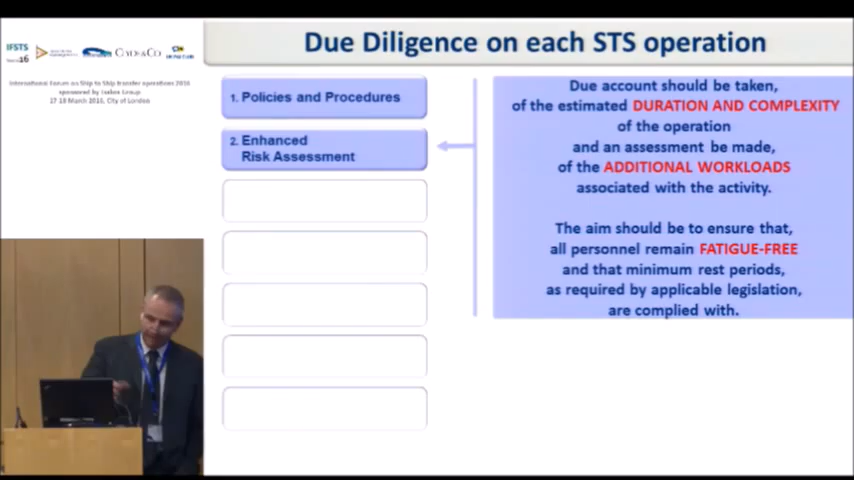 IFSTS
16
CLYDE&CO
International Forum on Ship to Ship transfer operations 2016
17 18 March 2016, City of London
Due Diligence on each STS operation
1. Policies and Procedures
2. Enhanced
Risk Assessment
Due account should be taken,
of the estimated DURATION AND COMPLEXITY
of the operation
and an assessment be made,
of the ADDITIONAL WORKLOADS
associated with the activity.
The aim should be to ensure that,
all personnel remain FATIGUE-FREE
and that minimum rest periods,
as required by applicable legislation,
are complied with.